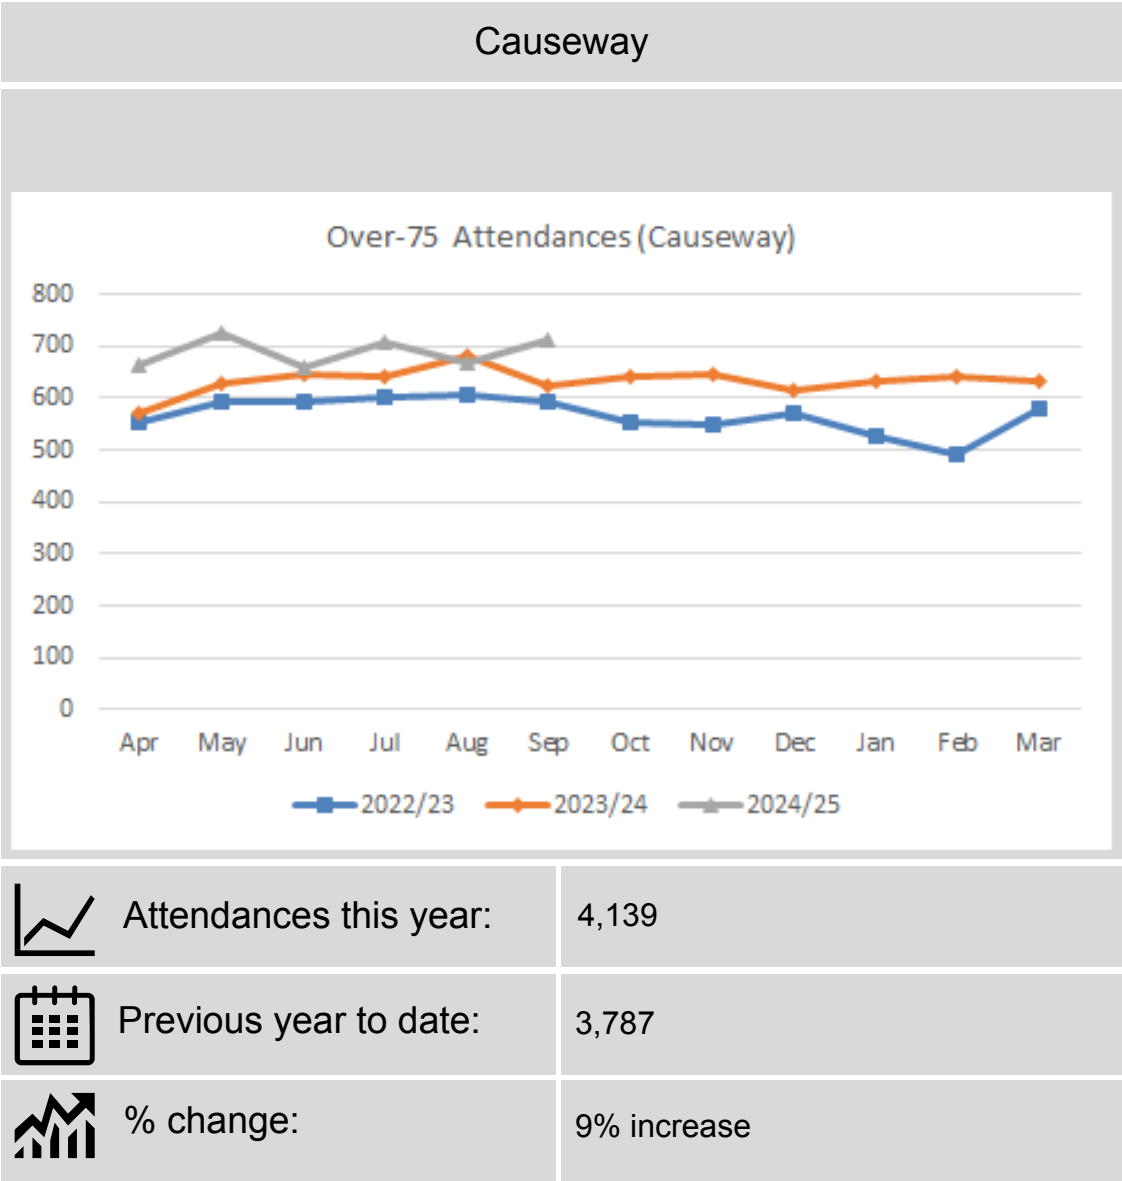 Causeway
Over-75 Attendances (Causeway)
800
700
600
500
400
300
200
100
0
Apr May Jun Jul Aug Sep Oct Nov Dec Jan Feb Mar
2022/23 2023/24 2024/25
Attendances this year: 4,139
Previous year to date: 3,787
% change: 9% increase